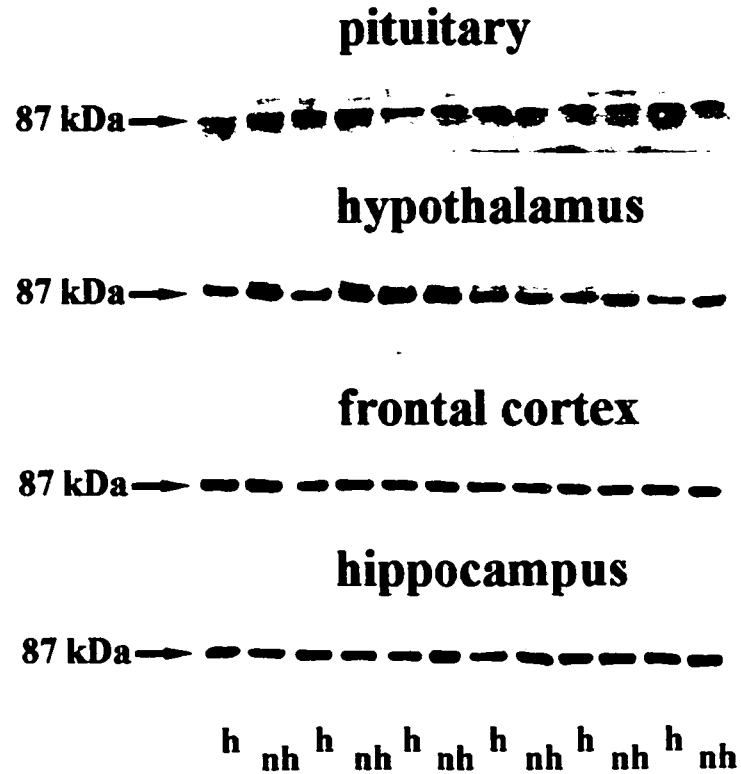 pituitary
87 kDa
hypothalamus
87 kDa
frontal cortex
87 kDa
hippocampus
87 kDa
h nh h nh h nh h nh h nh h nh